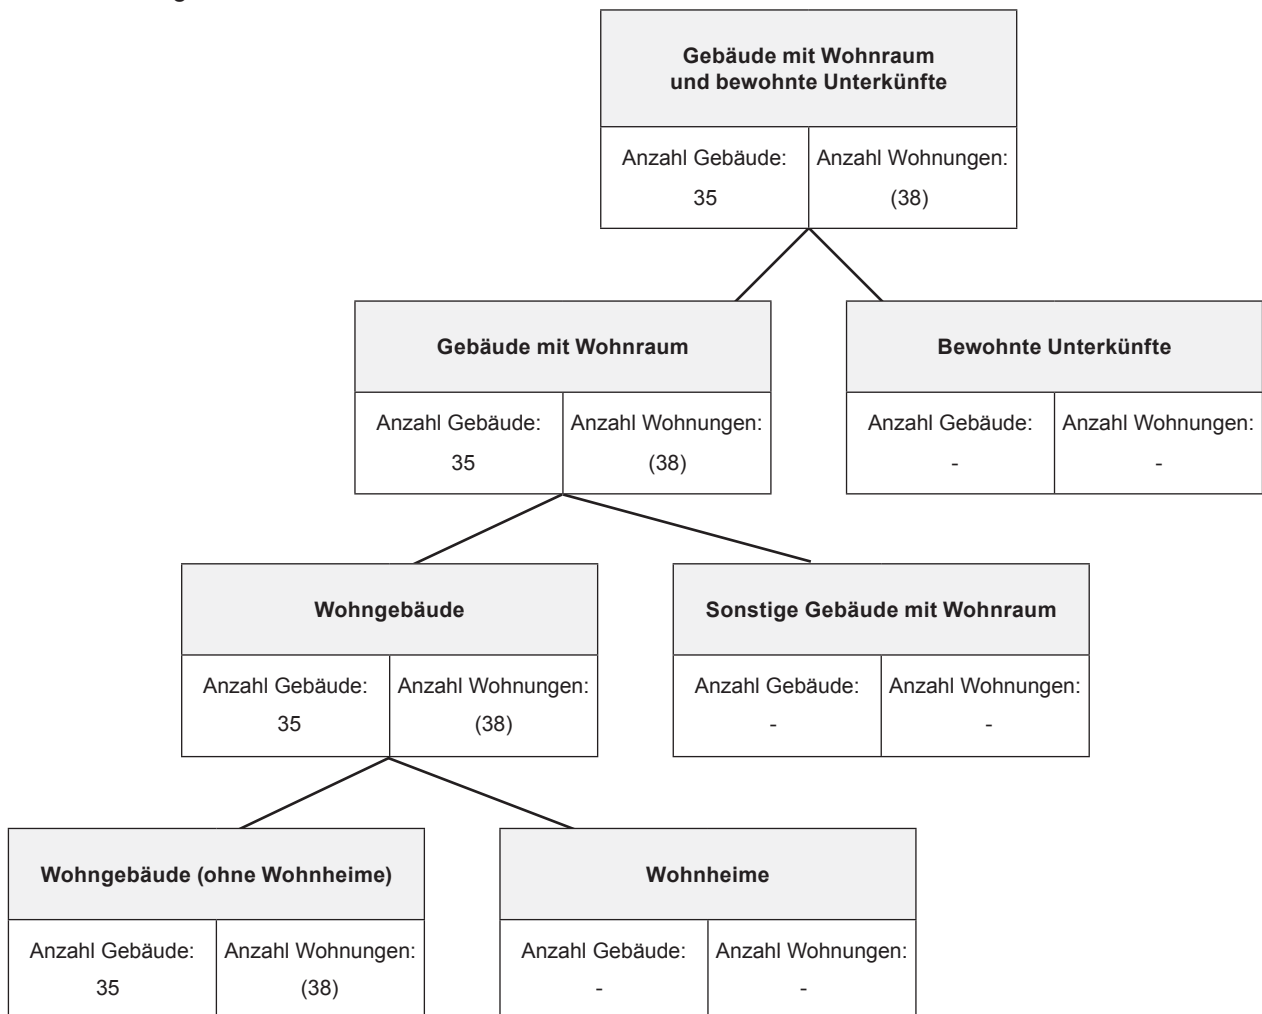 Gebäude mit Wohnraum
und bewohnte Unterkünfte
Anzahl Gebäude: Anzahl Wohnungen:
35 (38)
Gebäude mit Wohnraum Bewohnte Unterkünfte
Anzahl Gebäude: Anzahl Wohnungen: Anzahl Gebäude: Anzahl Wohnungen:
35 (38) - -
Wohngebäude Sonstige Gebäude mit Wohnraum
Anzahl Gebäude: Anzahl Wohnungen: Anzahl Gebäude: Anzahl Wohnungen:
35 (38) - -
Wohngebäude (ohne Wohnheime) Wohnheime
Anzahl Gebäude: Anzahl Wohnungen: Anzahl Gebäude: Anzahl Wohnungen:
35 (38) - -